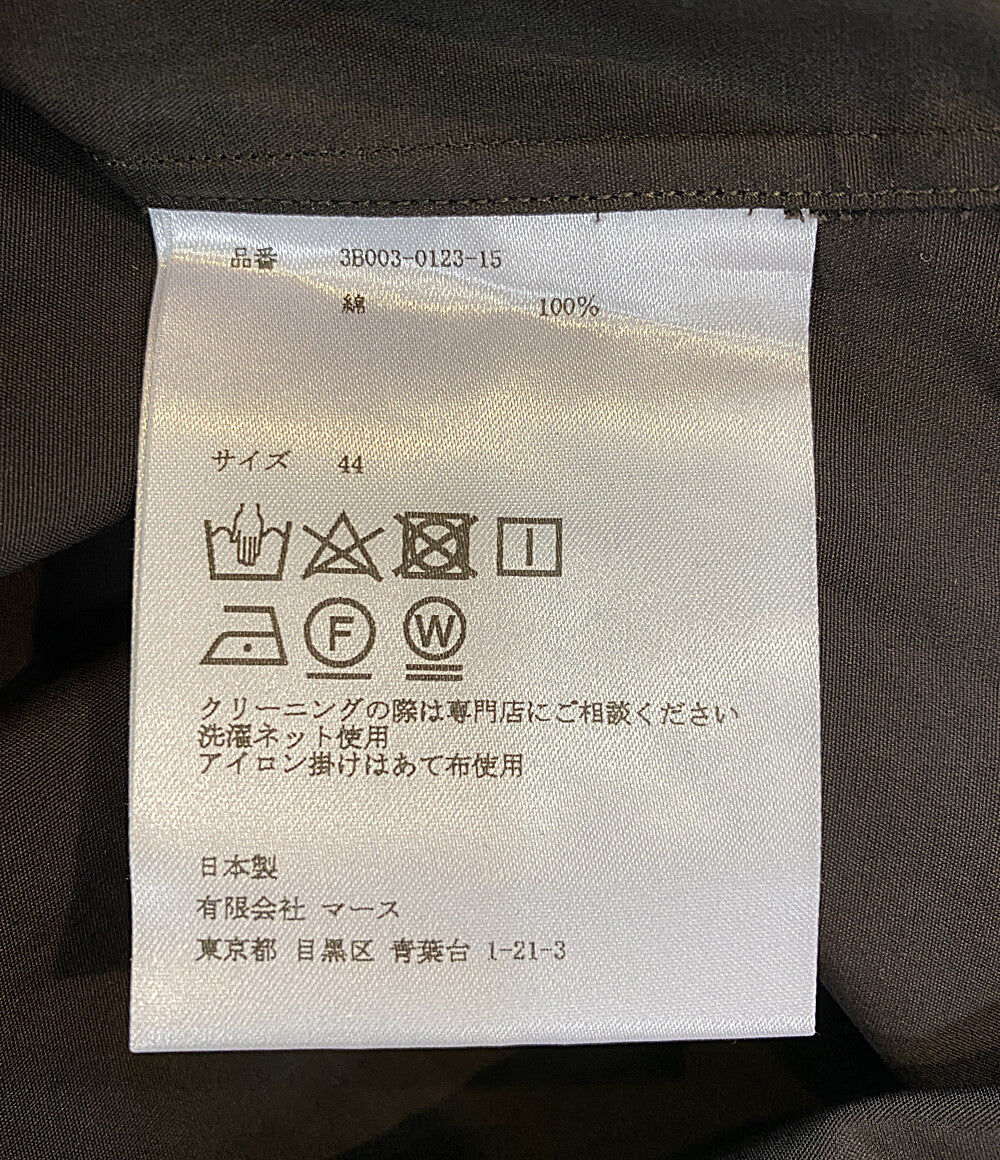 品番 3B003-0123-15
綿 100%
サイズ 44
F W
クリーニングの際は専門店にご相談ください
洗濯ネット使用
アイロン掛けはあて布使用
日本製
有限会社 マース
東京都 目黒区 青葉台 1-21-3